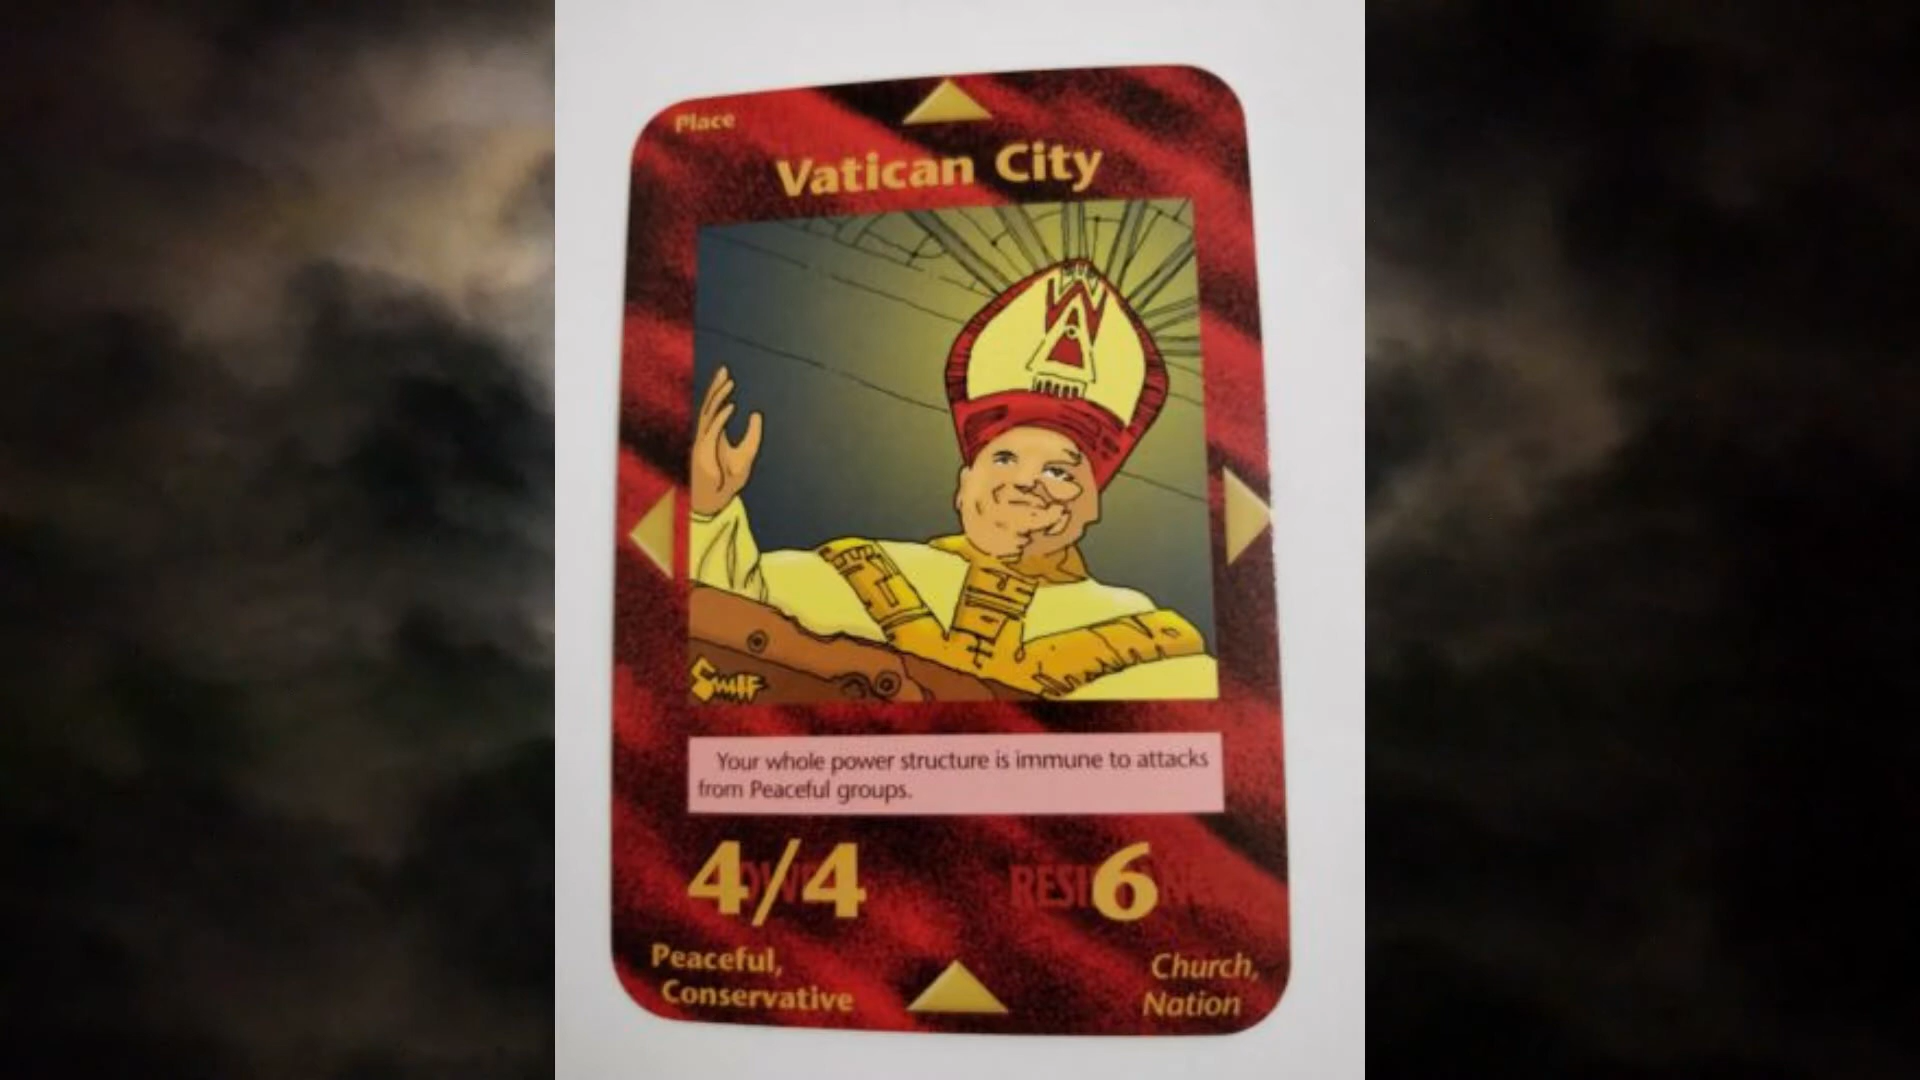 Place
Vatican City
SWIF
Your whole power structure is immune to attacks
from Peaceful groups.
4/4
6
Peaceful,
Conservative
Church,
Nation